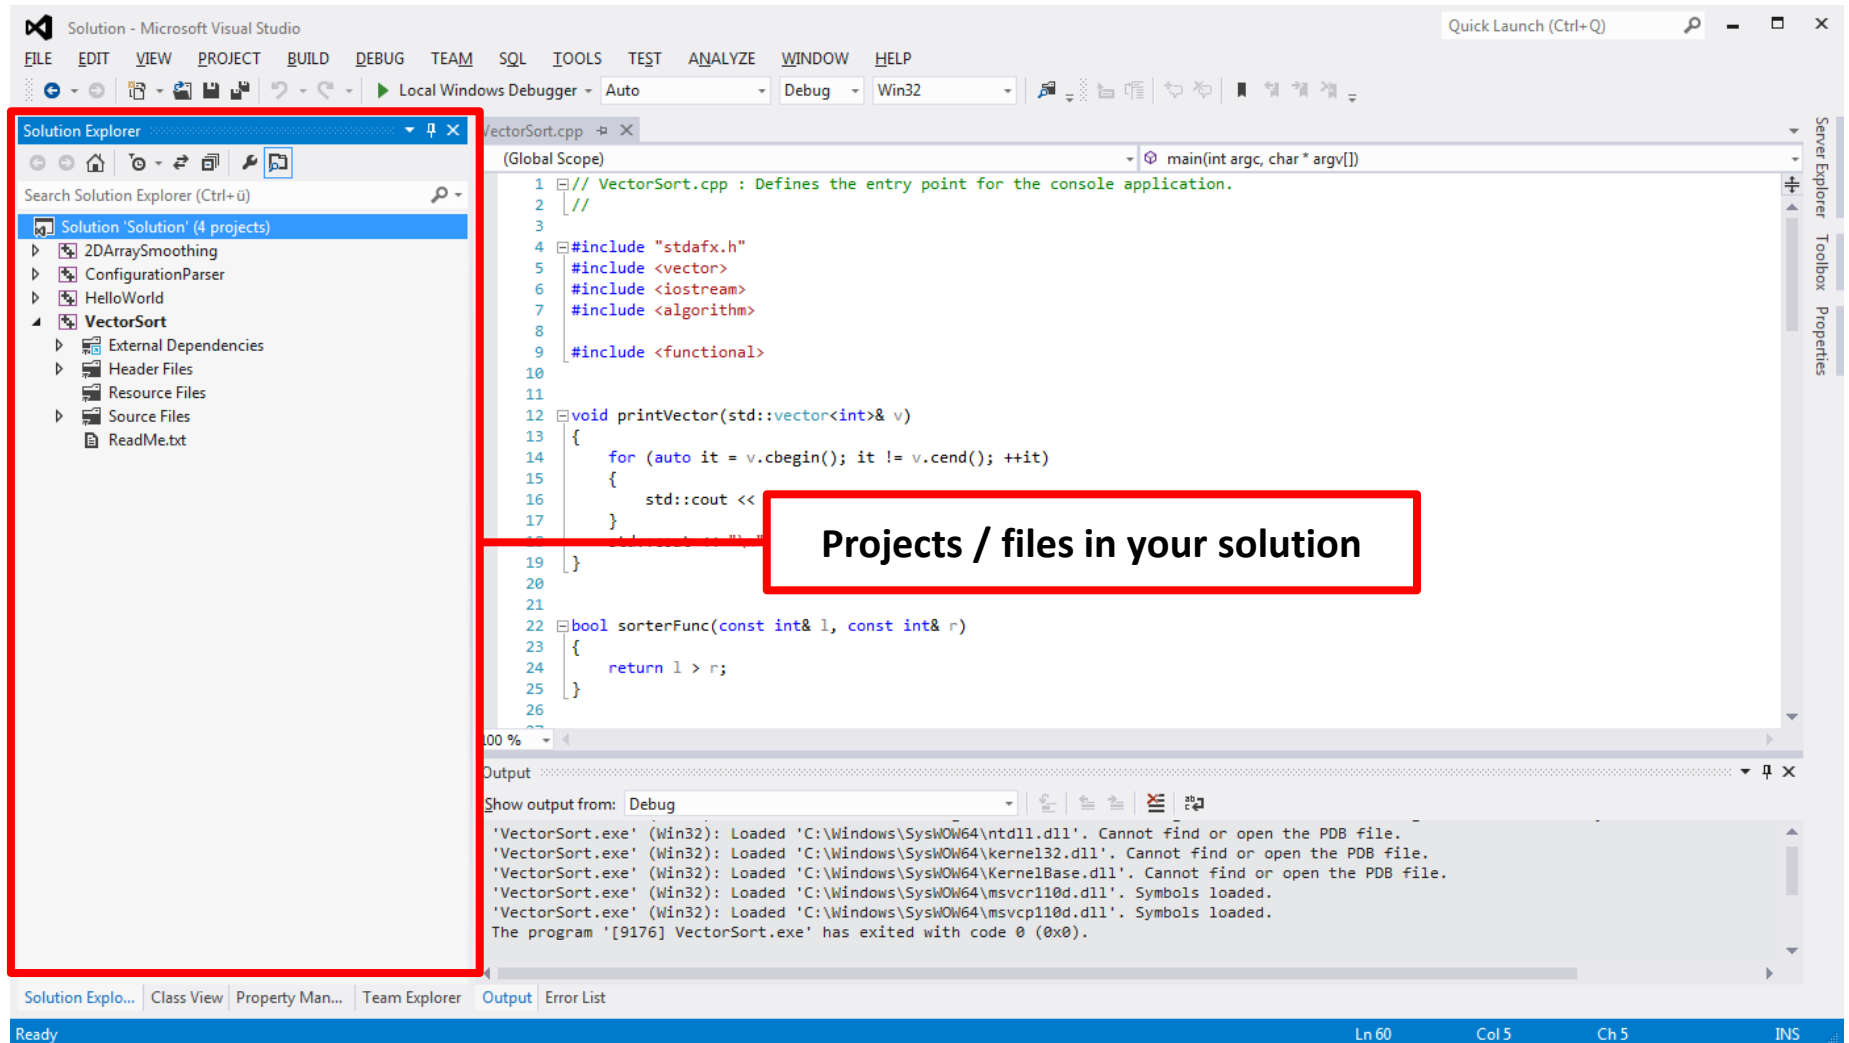 Solution - Microsoft Visual Studio
Quick Launch (Ctrl+Q)
FILE EDIT VIEW PROJECT BUILD DEBUG TEAM SQL TOOLS TEST ANALYZE WINDOW HELP
Local Windows Debugger Auto Debug Win32
Solution Explorer
Search Solution Explorer (Ctrl+ü)
Solution 'Solution' (4 projects)
2DArraySmoothing
ConfigurationParser
HelloWorld
VectorSort
External Dependencies
Header Files
Resource Files
Source Files
ReadMe.txt
VectorSort.cpp
(Global Scope) main(int argc, char * argv[])
1 // VectorSort.cpp : Defines the entry point for the console application.
2 //
3
4 #include "stdafx.h"
5 #include <vector>
6 #include <iostream>
7 #include <algorithm>
8
9 #include <functional>
10
11
12 void printVector(std::vector<int>& v)
13 {
14 for (auto it = v.cbegin(); it != v.cend(); ++it)
15 {
16 std::cout <<
17 }
19 }
20
21
22 bool sorterFunc(const int& l, const int& r)
23 {
24 return l > r;
25 }
26
Projects / files in your solution
100 %
Output
Show output from: Debug
'VectorSort.exe' (Win32): Loaded 'C:\Windows\SysWOW64\ntdll.dll'. Cannot find or open the PDB file.
'VectorSort.exe' (Win32): Loaded 'C:\Windows\SysWOW64\kernel32.dll'. Cannot find or open the PDB file.
'VectorSort.exe' (Win32): Loaded 'C:\Windows\SysWOW64\KernelBase.dll'. Cannot find or open the PDB file.
'VectorSort.exe' (Win32): Loaded 'C:\Windows\SysWOW64\msvcr110d.dll'. Symbols loaded.
'VectorSort.exe' (Win32): Loaded 'C:\Windows\SysWOW64\msvcp110d.dll'. Symbols loaded.
The program '[9176] VectorSort.exe' has exited with code 0 (0x0).
Server Explorer
Toolbox
Properties
Solution Explo... Class View Property Man... Team Explorer Output Error List
Ready Ln 60 Col 5 Ch 5 INS